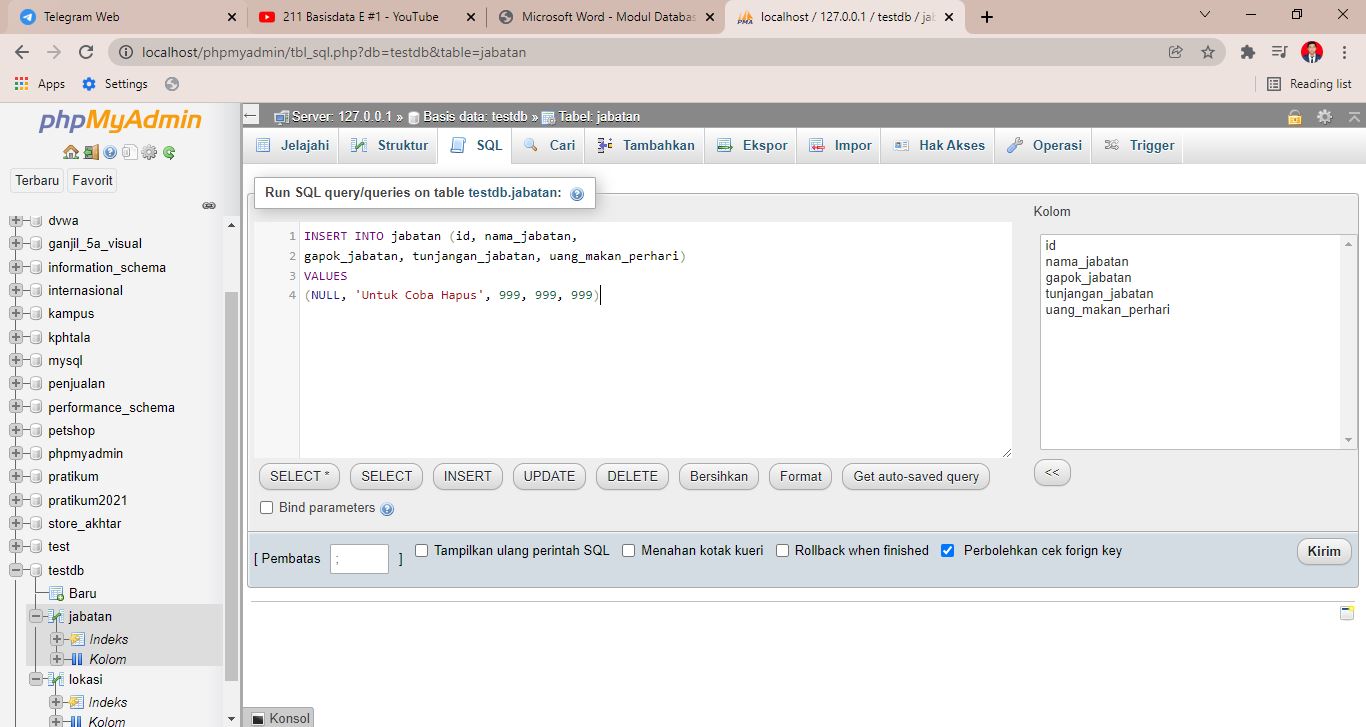 Telegram Web
211 Basisdata E #1 - YouTube
Microsoft Word - Modul Databas
localhost / 127.0.0.1 / testdb / jab
localhost/phpmyadmin/tbl_sql.php?db=testdb&table=jabatan
Apps
Settings
Reading list
phpMyAdmin
Terbaru
Favorit
dvwa
ganjil_5a_visual
information_schema
internasional
kampus
kphtala
mysql
penjualan
performance_schema
petshop
phpmyadmin
pratikum
pratikum2021
store_akhtar
test
testdb
Baru
jabatan
Indeks
Kolom
lokasi
Indeks
Kolom
Server: 127.0.0.1 » Basis data: testdb » Tabel: jabatan
Jelajahi
Struktur
SQL
Cari
Tambahkan
Ekspor
Impor
Hak Akses
Operasi
Trigger
Run SQL query/queries on table testdb.jabatan:
1 INSERT INTO jabatan (id, nama_jabatan,
2 gapok_jabatan, tunjangan_jabatan, uang_makan_perhari)
3 VALUES
4 (NULL, 'Untuk Coba Hapus', 999, 999, 999)
Kolom
id
nama_jabatan
gapok_jabatan
tunjangan_jabatan
uang_makan_perhari
SELECT *
SELECT
INSERT
UPDATE
DELETE
Bersihkan
Format
Get auto-saved query
<<
Bind parameters
[ Pembatas ; ]
Tampilkan ulang perintah SQL
Menahan kotak kueri
Rollback when finished
Perbolehkan cek forign key
Kirim
Konsol